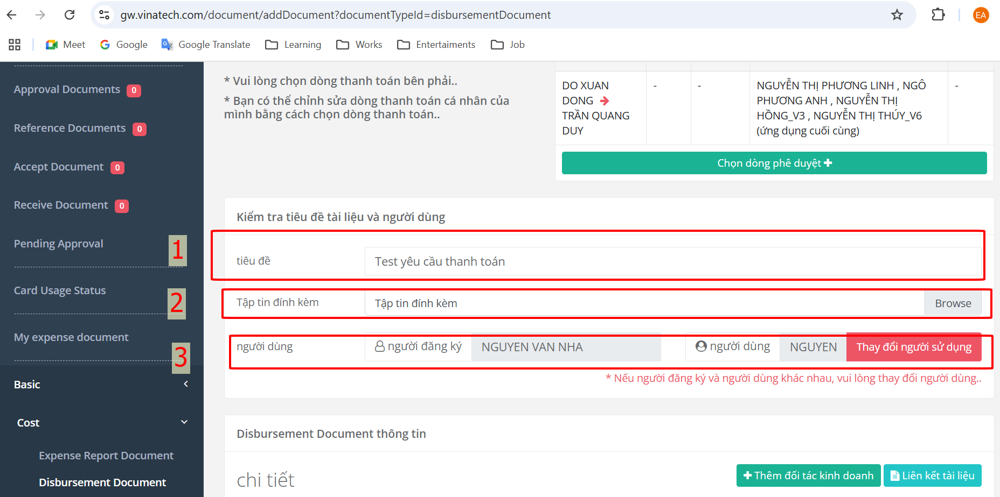 gw.vinatech.com/document/addDocument?documentTypeId=disbursementDocument
EA
Meet
Google
Google Translate
Learning
Works
Entertaiments
Job
Approval Documents 0
Reference Documents 0
Accept Document 0
Receive Document 0
Pending Approval
1
Card Usage Status
2
My expense document
3
Basic
Cost
Expense Report Document
Disbursement Document
* Vui lòng chọn dòng thanh toán bên phải..
* Bạn có thể chỉnh sửa dòng thanh toán cá nhân của
mình bằng cách chọn dòng thanh toán..
DO XUAN
DONG
TRẦN QUANG
DUY
-
-
NGUYỄN THỊ PHƯƠNG LINH , NGÔ
PHƯƠNG ANH , NGUYỄN THỊ
HỒNG_V3 , NGUYỄN THỊ THÚY_V6
(ứng dụng cuối cùng)
-
Chọn dòng phê duyệt
Kiểm tra tiêu đề tài liệu và người dùng
tiêu đề
Test yêu cầu thanh toán
Tập tin đính kèm
Tập tin đính kèm
Browse
người dùng
người đăng ký
NGUYEN VAN NHA
người dùng
NGUYEN
Thay đổi người sử dụng
* Nếu người đăng ký và người dùng khác nhau, vui lòng thay đổi người dùng..
Disbursement Document thông tin
chi tiết
Thêm đối tác kinh doanh
Liên kết tài liệu